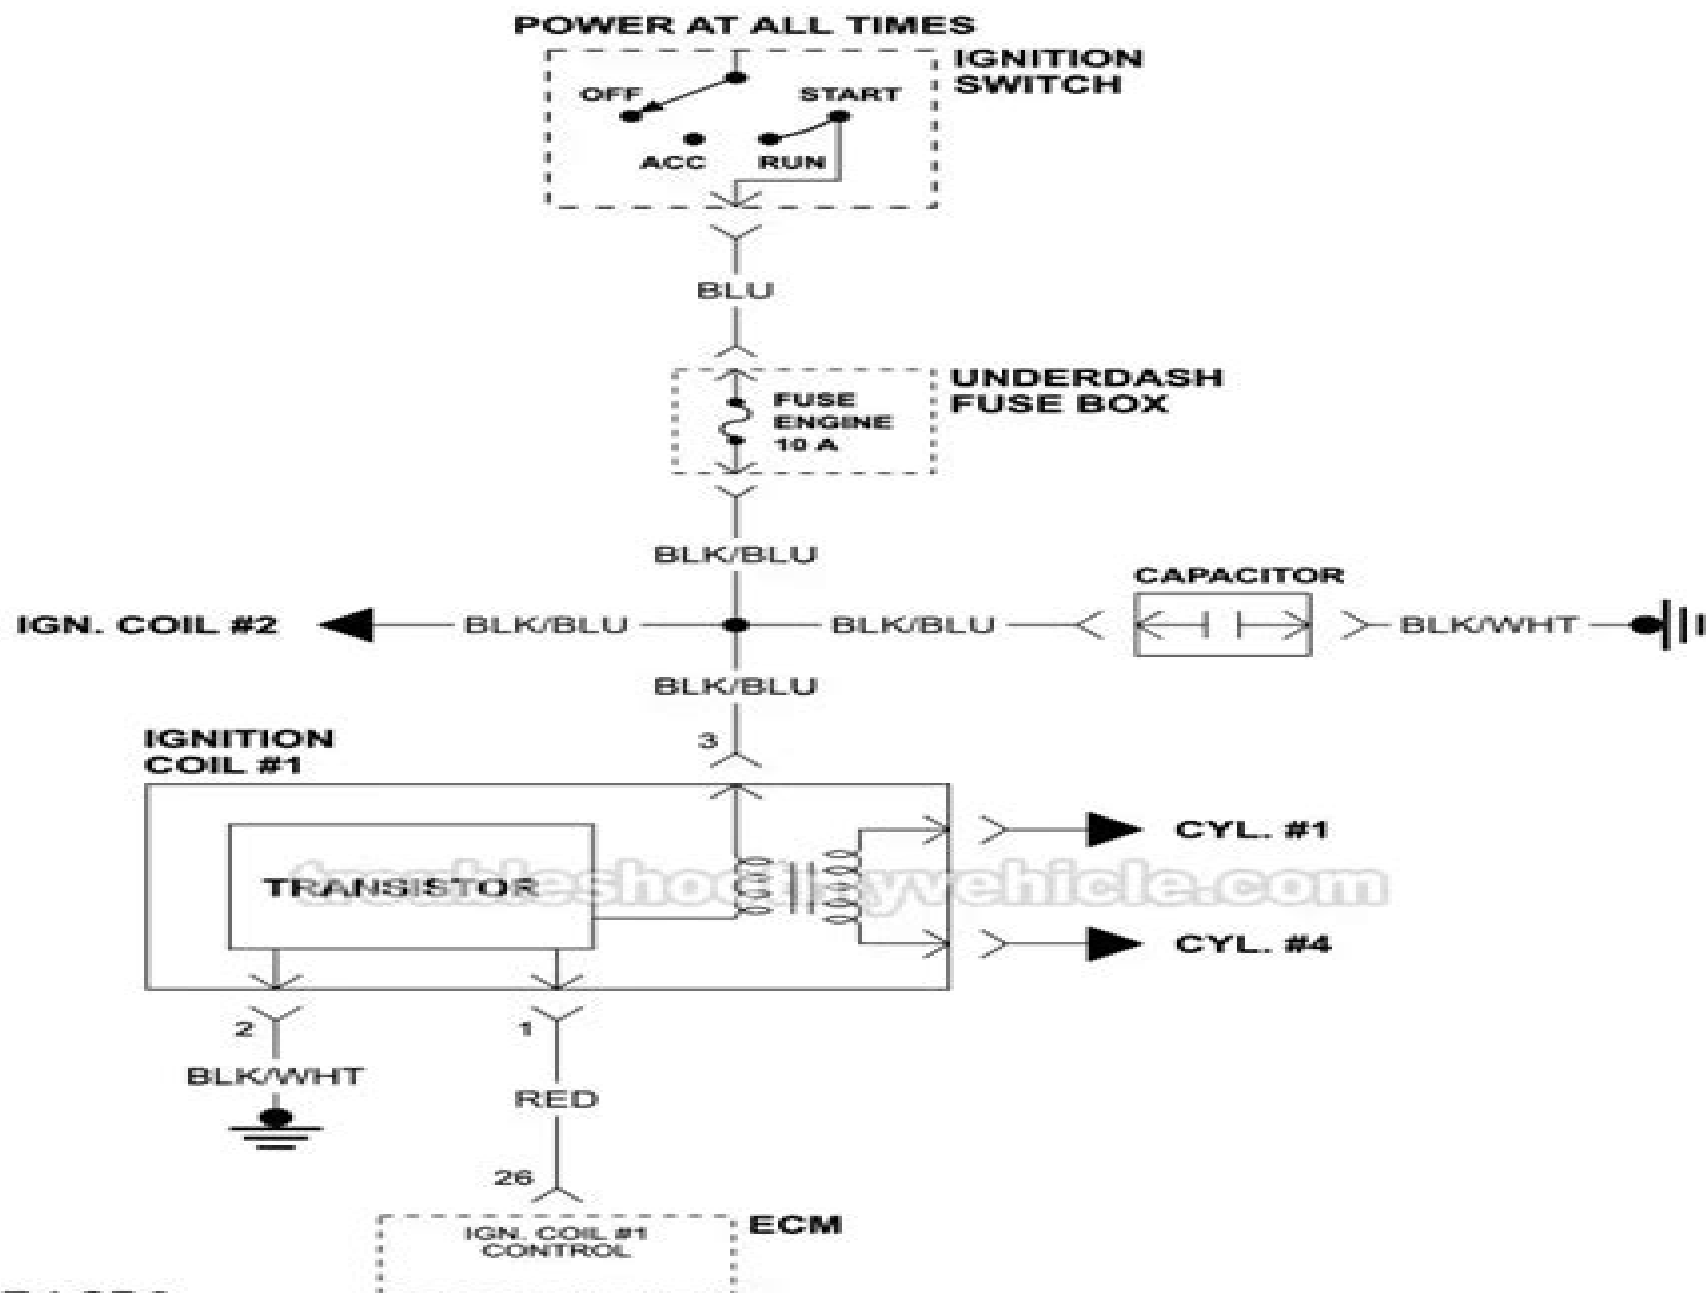 POWER AT ALL TIMES
IGNITION
SWITCH
OFF
START
ACC
RUN
BLU
UNDERDASH
FUSE BOX
FUSE
ENGINE
10 A
BLK/BLU
CAPACITOR
IGN. COIL #2
BLK/BLU
BLK/BLU
BLK/WHT
BLK/BLU
3
IGNITION
COIL #1
CYL. #1
TRANSISTOR
CYL. #4
2
1
BLK/WHT
RED
26
ECM
IGN. COIL #1
CONTROL